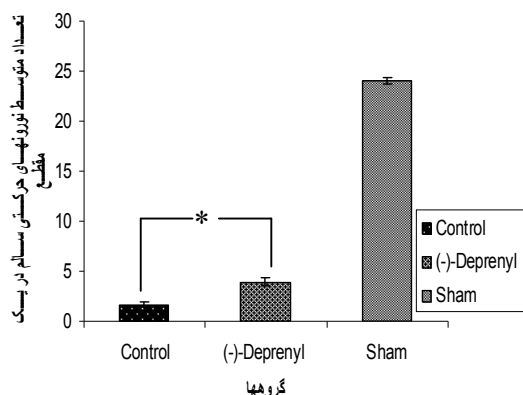 تعداد متوسط نورونهای حرکتی سالم در یک
مقطع
30
25
20
15
10
5
0
*
Control
(-)-Deprenyl
Sham
Control
(-)-Deprenyl
Sham
گروهها